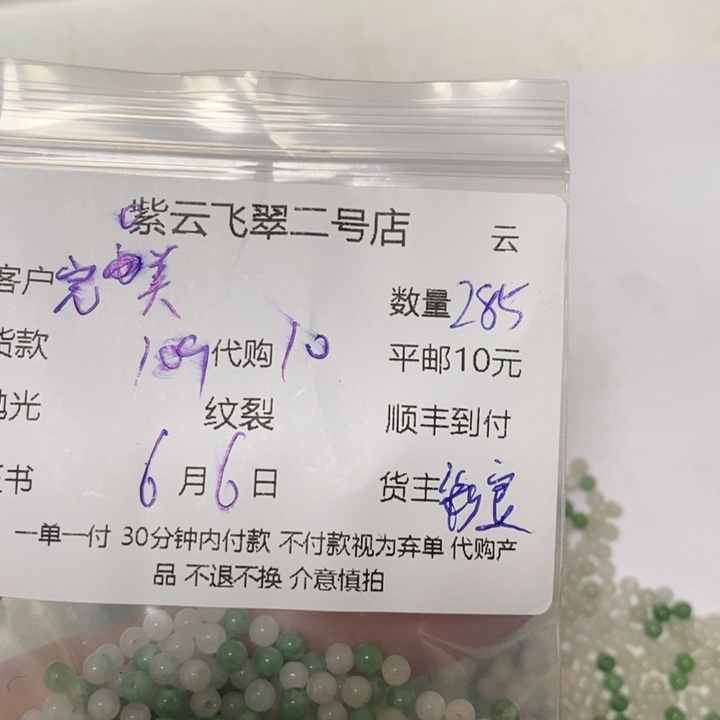 紫云飞翠二号店 云
客户 完美 数量 285
货款 109 代购 10 平邮10元
抛光 纹裂 顺丰到付
证书 6月6日 货主
一单一付 30分钟内付款 不付款视为弃单 代购产
品 不退不换 介意慎拍